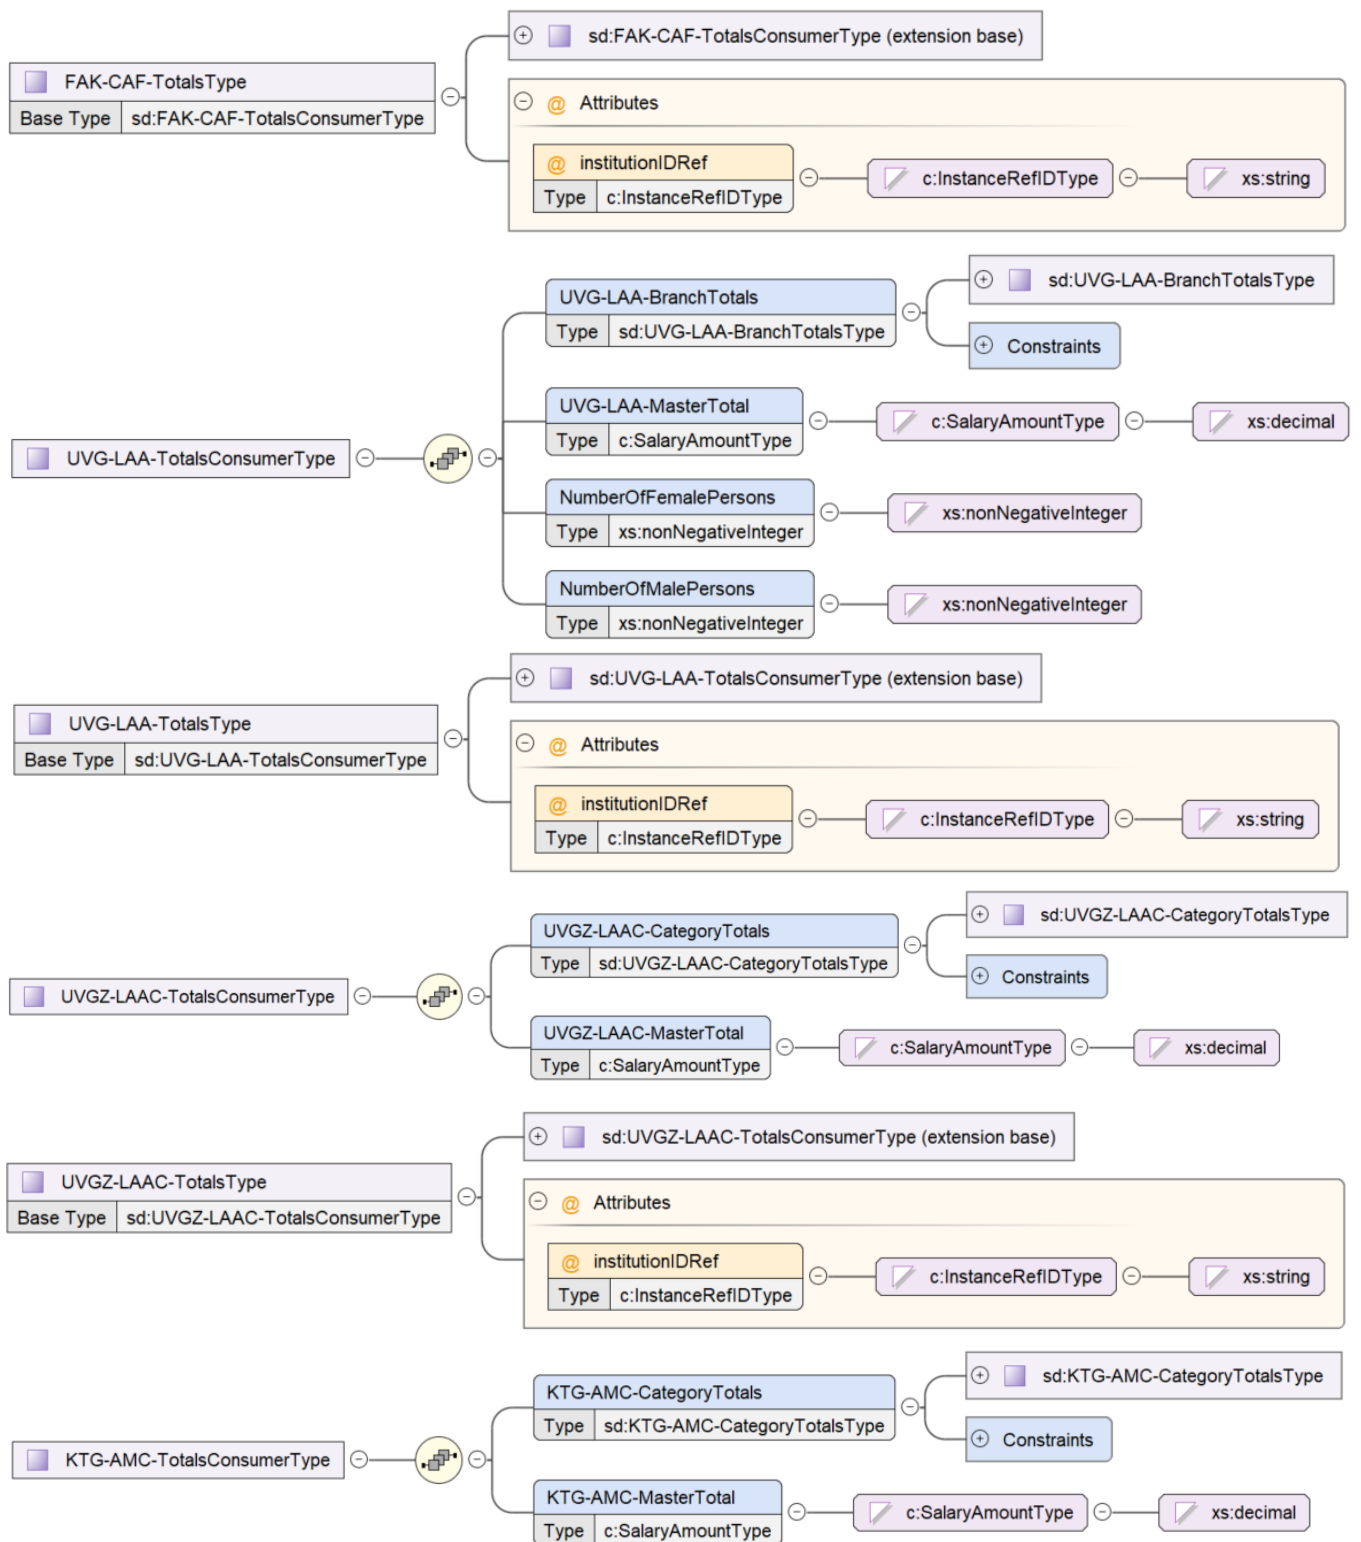 sd:FAK-CAF-TotalsConsumerType (extension base)
FAK-CAF-TotalsType
Base Type sd:FAK-CAF-TotalsConsumerType
@ Attributes
@ institutionIDRef
Type c:InstanceRefIDType
c:InstanceRefIDType
xs:string
sd:UVG-LAA-BranchTotalsType
UVG-LAA-BranchTotals
Type sd:UVG-LAA-BranchTotalsType
Constraints
UVG-LAA-MasterTotal
Type c:SalaryAmountType
c:SalaryAmountType
xs:decimal
UVG-LAA-TotalsConsumerType
NumberOfFemalePersons
Type xs:nonNegativeInteger
xs:nonNegativeInteger
NumberOfMalePersons
Type xs:nonNegativeInteger
xs:nonNegativeInteger
sd:UVG-LAA-TotalsConsumerType (extension base)
UVG-LAA-TotalsType
Base Type sd:UVG-LAA-TotalsConsumerType
@ Attributes
@ institutionIDRef
Type c:InstanceRefIDType
c:InstanceRefIDType
xs:string
sd:UVGZ-LAAC-CategoryTotalsType
UVGZ-LAAC-CategoryTotals
Type sd:UVGZ-LAAC-CategoryTotalsType
Constraints
UVGZ-LAAC-TotalsConsumerType
UVGZ-LAAC-MasterTotal
Type c:SalaryAmountType
c:SalaryAmountType
xs:decimal
sd:UVGZ-LAAC-TotalsConsumerType (extension base)
UVGZ-LAAC-TotalsType
Base Type sd:UVGZ-LAAC-TotalsConsumerType
@ Attributes
@ institutionIDRef
Type c:InstanceRefIDType
c:InstanceRefIDType
xs:string
sd:KTG-AMC-CategoryTotalsType
KTG-AMC-CategoryTotals
Type sd:KTG-AMC-CategoryTotalsType
Constraints
KTG-AMC-TotalsConsumerType
KTG-AMC-MasterTotal
Type c:SalaryAmountType
c:SalaryAmountType
xs:decimal